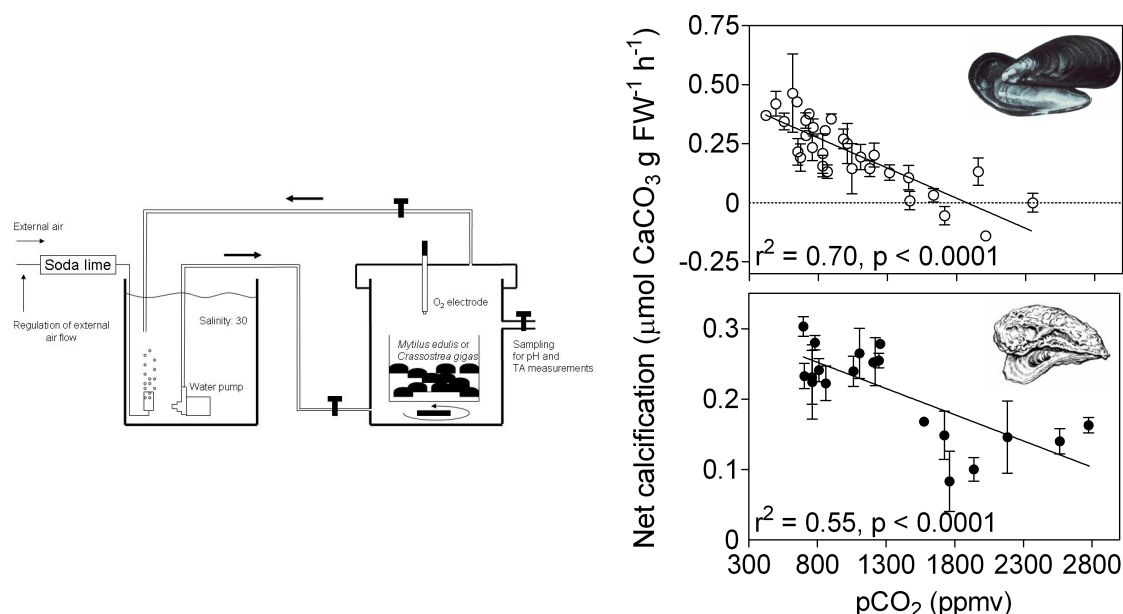 External air
Soda lime
Regulation of external
air flow
Salinity: 30
Water pump
O2 electrode
Mytilus edulis or
Crassostrea gigas
Sampling
for pH and
TA measurements
Net calcification (μmol CaCO3 g FW-1 h-1)
0.75
0.50
0.25
0
-0.25
r2 = 0.70, p < 0.0001
0.3
0.2
0.1
0
r2 = 0.55, p < 0.0001
300 800 1300 1800 2300 2800
pCO2 (ppmv)